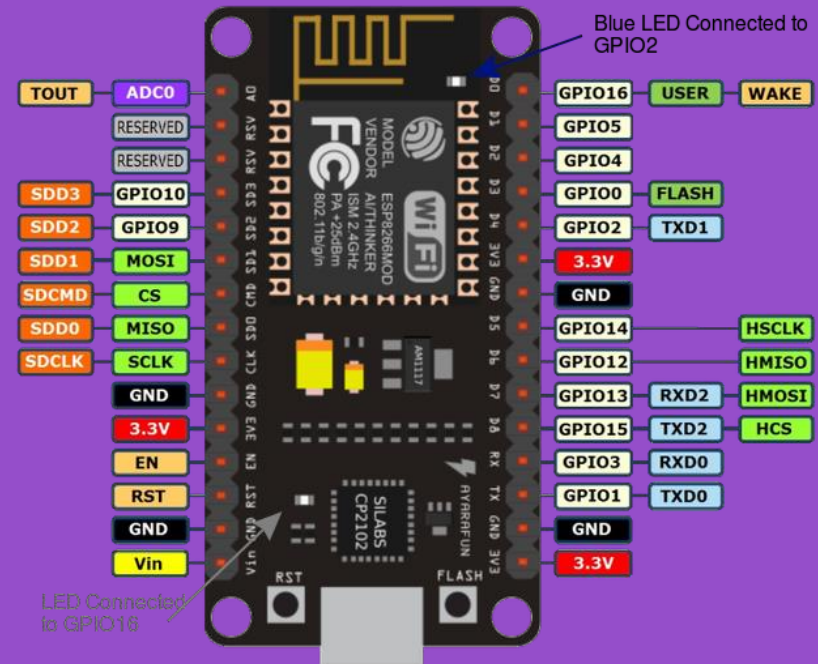 Blue LED Connected to
GPIO2
TOUT ADC0 A0 D0 GPIO16 USER WAKE
RESERVED RSV D1 GPIO5
RESERVED RSV D2 GPIO4
SDD3 GPIO10 SD3 D3 GPIO0 FLASH
SDD2 GPIO9 SD2 D4 GPIO2 TXD1
SDD1 MOSI SD1 3V3 3.3V
SDCMD CS CMD GND GND
SDD0 MISO SD0 D5 GPIO14 HSCLK
SDCLK SCLK CLK D6 GPIO12 HMISO
GND GND D7 GPIO13 RXD2 HMOSI
3.3V 3V3 D8 GPIO15 TXD2 HCS
EN EN RX GPIO3 RXD0
RST RST TX GPIO1 TXD0
GND GND GND GND
Vin Vin 3V3 3.3V
MODEL
VENDOR
ESP8266MOD
AI/THINKER
ISM 2.4GHz
PA +25dBm
802.11b/g/n
FC
Wi Fi
AM1117
SILABS
CP2102
AYARAFUN
RST
FLASH
LED Connected
to GPIO16